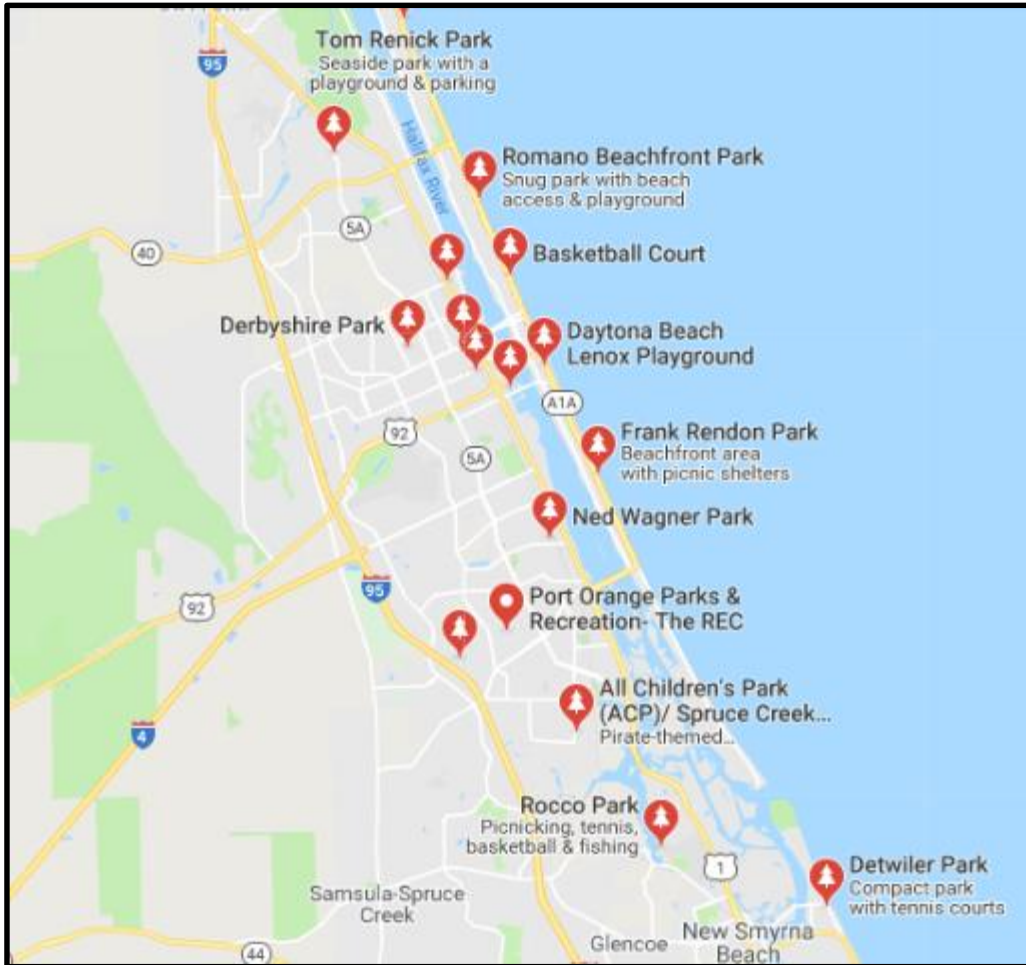 95
Tom Renick Park
Seaside park with a
playground & parking
Halifax River
Romano Beachfront Park
Snug park with beach
access & playground
5A
40
Basketball Court
Derbyshire Park
Daytona Beach
Lenox Playground
A1A
92
Frank Rendon Park
Beachfront area
with picnic shelters
5A
Ned Wagner Park
95
92
Port Orange Parks &
Recreation- The REC
All Children's Park
(ACP)/ Spruce Creek...
Pirate-themed...
4
Rocco Park
Picnicking, tennis,
basketball & fishing
1
Detwiler Park
Compact park
with tennis courts
Samsula-Spruce
Creek
New Smyrna
Beach
Glencoe
44